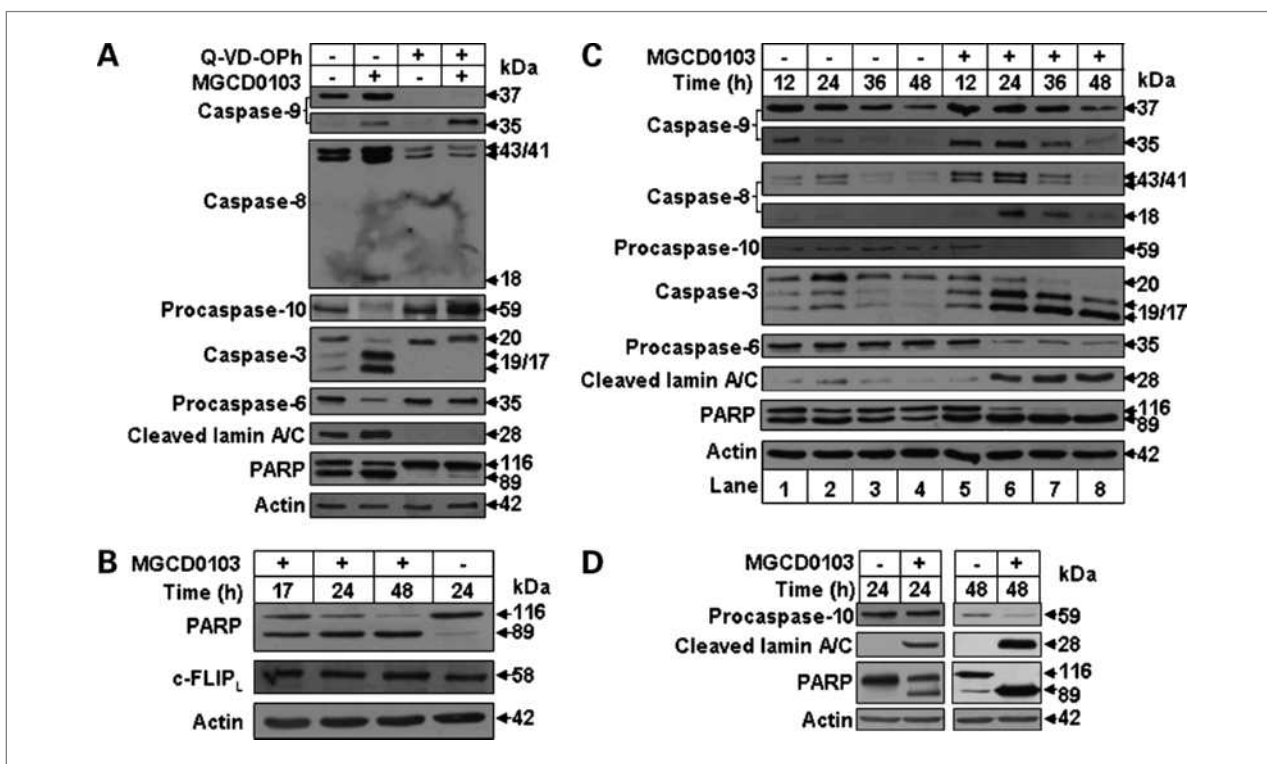 A
Q-VD-OPh - - + +
MGCD0103 - + - + kDa
Caspase-9 37
35
Caspase-8 43/41
18
Procaspase-10 59
Caspase-3 20
19/17
Procaspase-6 35
Cleaved lamin A/C 28
PARP 116
89
Actin 42
B
MGCD0103 + + + -
Time (h) 17 24 48 24 kDa
PARP 116
89
c-FLIPL 58
Actin 42
C
MGCD0103 - - - - + + + +
Time (h) 12 24 36 48 12 24 36 48 kDa
Caspase-9 37
35
Caspase-8 43/41
18
Procaspase-10 59
Caspase-3 20
19/17
Procaspase-6 35
Cleaved lamin A/C 28
PARP 116
89
Actin 42
Lane 1 2 3 4 5 6 7 8
D
MGCD0103 - + - +
Time (h) 24 24 48 48 kDa
Procaspase-10 59
Cleaved lamin A/C 28
PARP 116
89
Actin 42